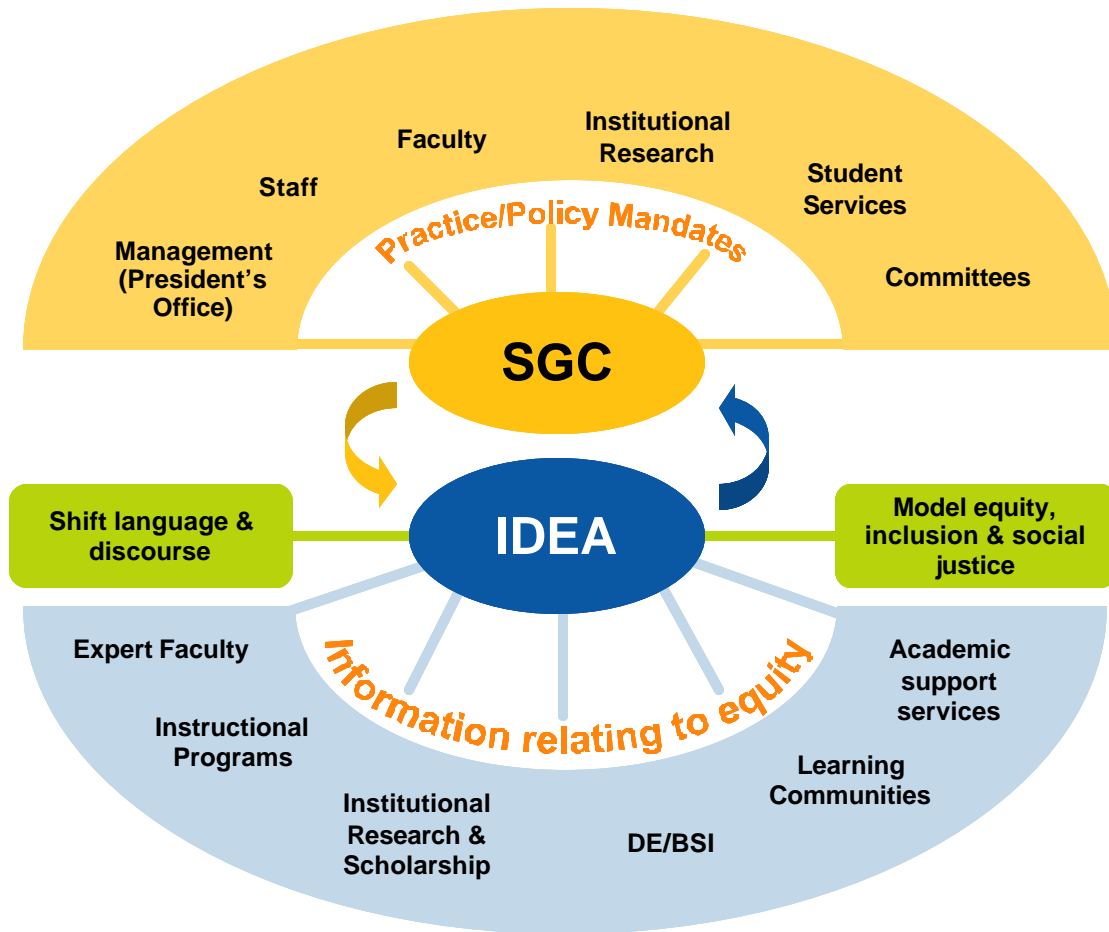 Institutional
Research
Faculty
Student
Services
Staff
Practice/Policy Mandates
Management
(President's
Office)
Committees
SGC
Shift language &
discourse
IDEA
Model equity,
inclusion & social
justice
Expert Faculty
Academic
support
services
Information relating to equity
Instructional
Programs
Learning
Communities
Institutional
Research &
Scholarship
DE/BSI